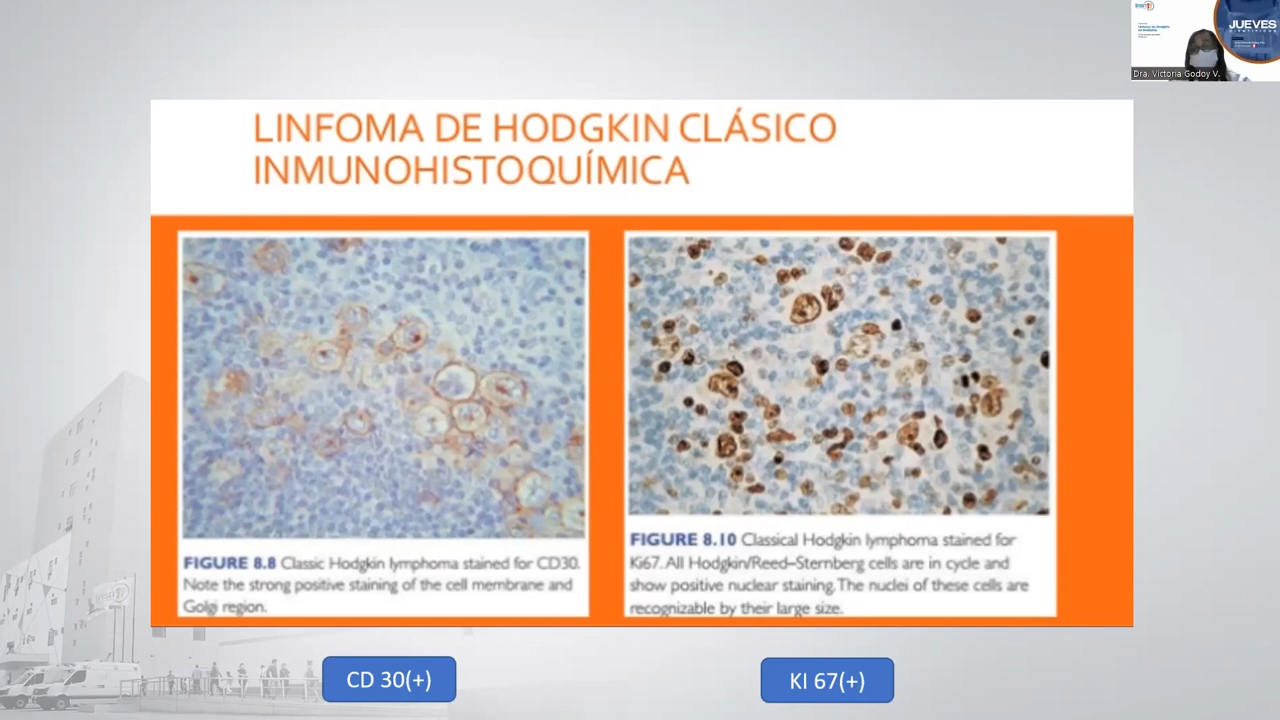 JUEVES
CIENTÍFICOS
Dra. Victoria Godoy V.
LINFOMA DE HODGKIN CLÁSICO
INMUNOHISTOQUÍMICA
FIGURE 8.8 Classic Hodgkin lymphoma stained for CD30.
Note the strong positive staining of the cell membrane and
Golgi region.
FIGURE 8.10 Classical Hodgkin lymphoma stained for
Ki67. All Hodgkin/Reed–Sternberg cells are in cycle and
show positive nuclear staining. The nuclei of these cells are
recognizable by their large size.
CD 30(+)
KI 67(+)